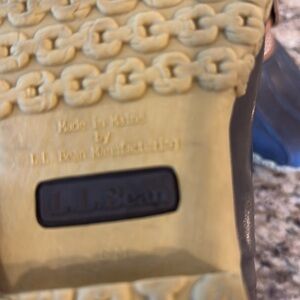 Made in Maine
by
L.L. Bean Manufacturing
L.L.Bean